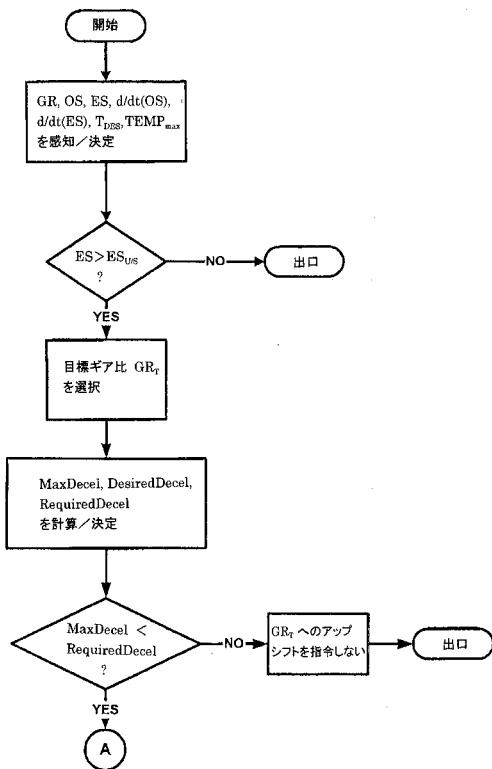 開始
GR, OS, ES, d/dt(OS),
d/dt(ES), T_DES, TEMP_max
を感知／決定
ES>ES_U/S
?
NO
出口
YES
目標ギア比 GR_T
を選択
MaxDecel, DesiredDecel,
RequiredDecel
を計算／決定
MaxDecel <
RequiredDecel
?
NO
GR_T へのアップ
シフトを指令しない
出口
YES
A